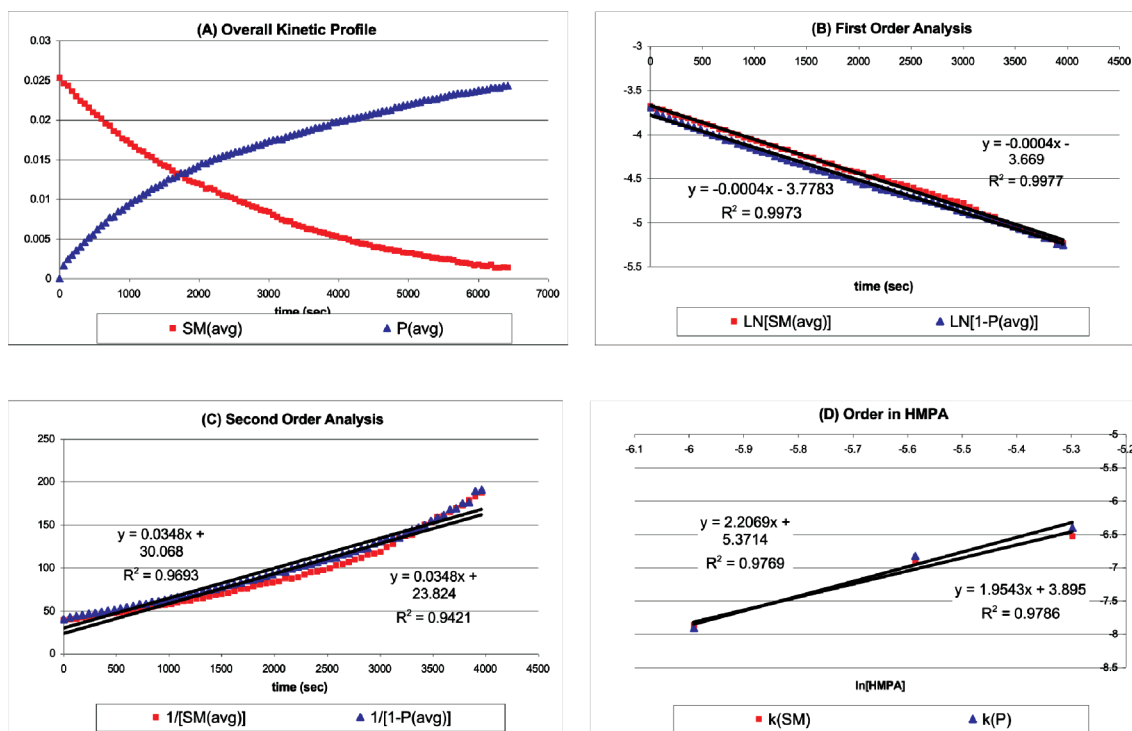 (A) Overall Kinetic Profile
0.03
0.025
0.02
0.015
0.01
0.005
0
0 1000 2000 3000 4000 5000 6000 7000
time (sec)
SM(avg) P(avg)
(B) First Order Analysis
-3
0 500 1000 1500 2000 2500 3000 3500 4000 4500
-3.5
-4
-4.5
-5
-5.5
y = -0.0004x -
3.669
R² = 0.9977
y = -0.0004x - 3.7783
R² = 0.9973
time (sec)
LN[SM(avg)] LN[1-P(avg)]
(C) Second Order Analysis
250
200
150
100
50
0
y = 0.0348x +
30.068
R² = 0.9693
y = 0.0348x +
23.824
R² = 0.9421
0 500 1000 1500 2000 2500 3000 3500 4000 4500
time (sec)
1/[SM(avg)] 1/[1-P(avg)]
(D) Order in HMPA
-6.1 -6 -5.9 -5.8 -5.7 -5.6 -5.5 -5.4 -5.3 -5.2
-5
-5.5
-6
-6.5
-7
-7.5
-8
-8.5
y = 2.2069x +
5.3714
R² = 0.9769
y = 1.9543x + 3.895
R² = 0.9786
ln[HMPA]
k(SM) k(P)